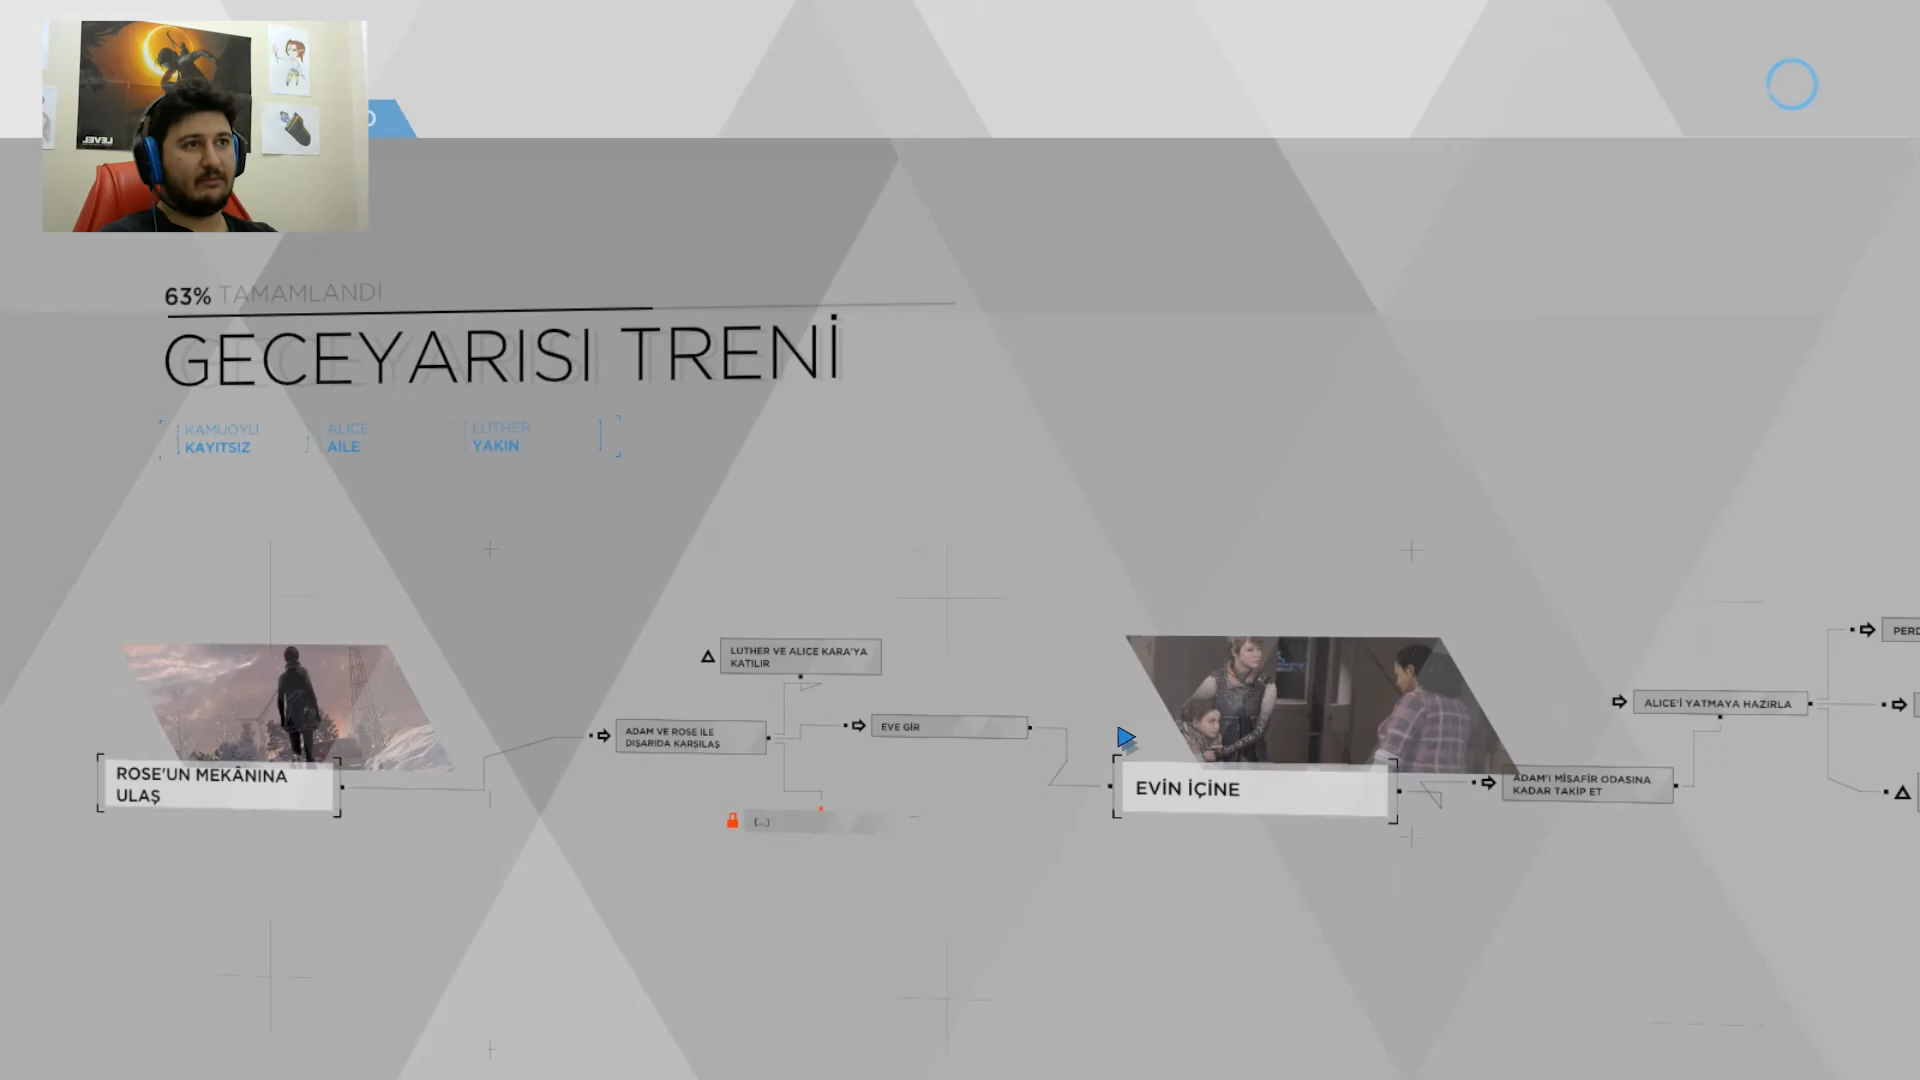 63% TAMAMLANDI
GECEYARISI TRENİ
KAMUOYU
KAYITSIZ
ALICE
AİLE
LUTHER
YAKIN
LUTHER VE ALICE KARA'YA
KATILIR
ADAM VE ROSE İLE
DIŞARIDA KARŞILAŞ
EVE GİR
[...]
ROSE'UN MEKÂNINA
ULAŞ
EVİN İÇİNE
ADAM'I MİSAFİR ODASINA
KADAR TAKİP ET
ALICE'İ YATMAYA HAZIRLA
PERD
LEVEL